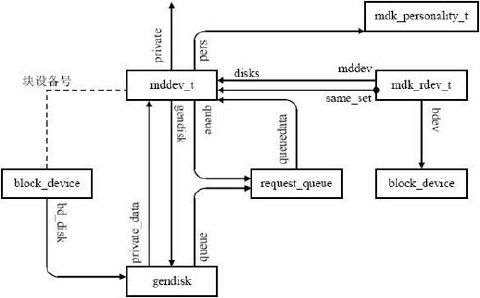 mdk_personality_t
private
pers
disks
mddev
块设备号
mddev_t
mdk_rdev_t
same_set
gendisk
queue
queuedata
bdev
block_device
request_queue
block_device
bd_disk
private_data
queue
gendisk